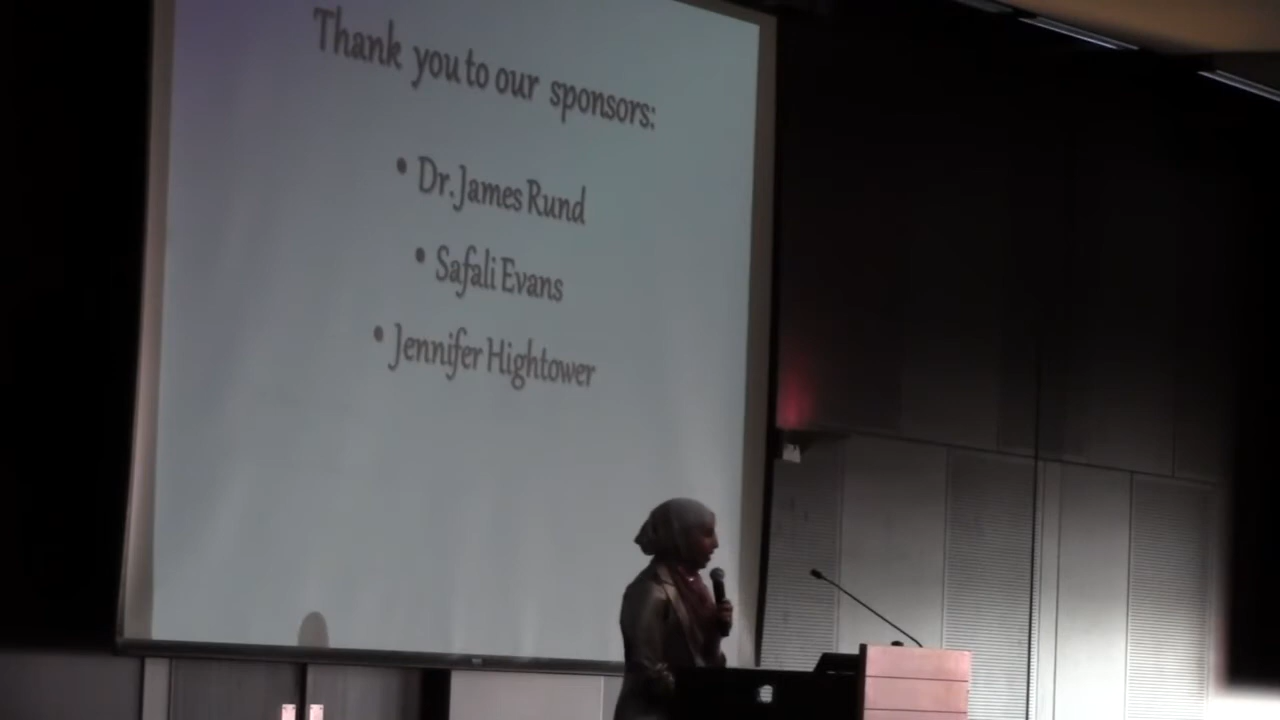 Thank you to our sponsors:
• Dr. James Rund
• Safali Evans
• Jennifer Hightower